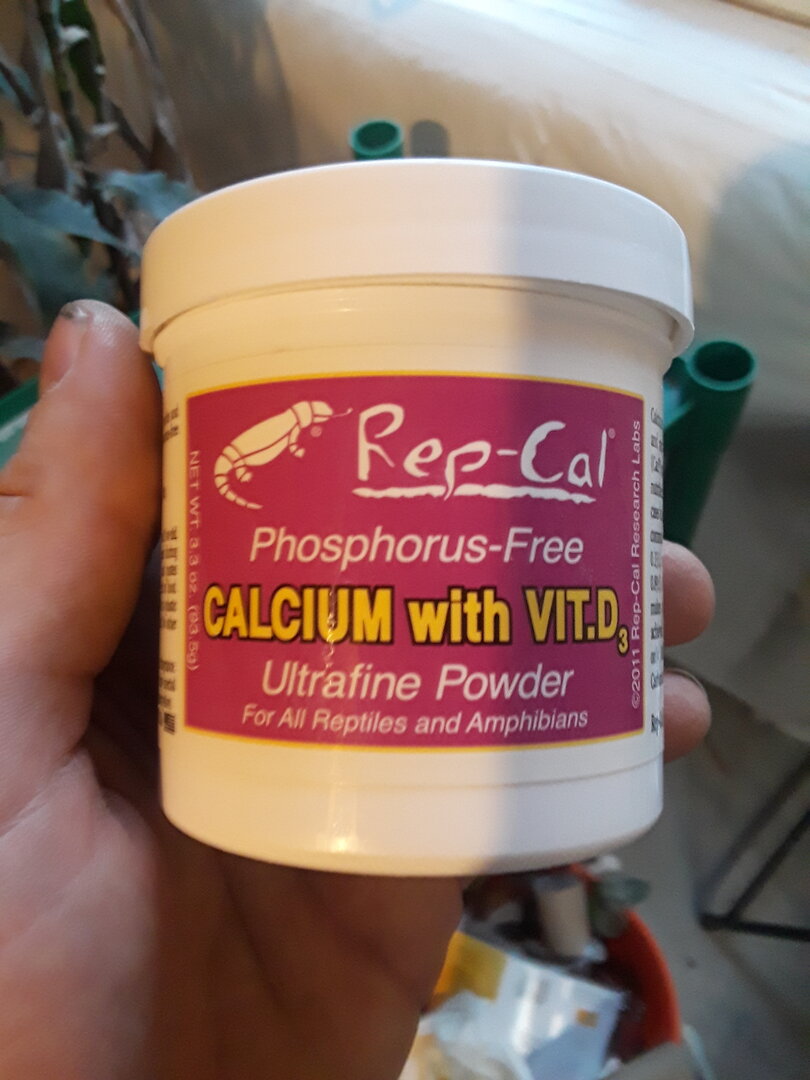 Rep-Cal®
Phosphorus-Free
CALCIUM with VIT.D3
Ultrafine Powder
For All Reptiles and Amphibians
NET WT. 3.3 oz. (93.5g)
©2011 Rep-Cal Research Labs